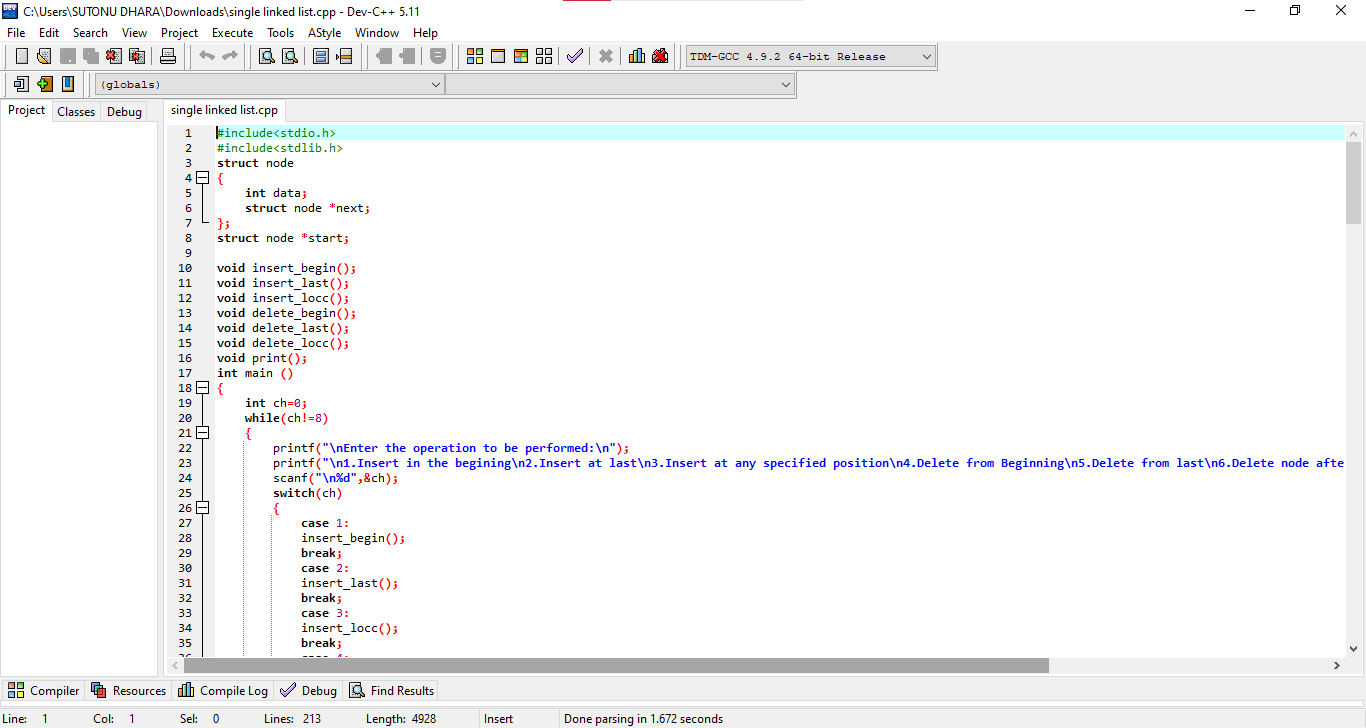 C:\Users\SUTONU DHARA\Downloads\single linked list.cpp - Dev-C++ 5.11
File Edit Search View Project Execute Tools AStyle Window Help
TDM-GCC 4.9.2 64-bit Release
(globals)
Project Classes Debug single linked list.cpp
1 #include<stdio.h>
2 #include<stdlib.h>
3 struct node
4 {
5 int data;
6 struct node *next;
7 };
8 struct node *start;
9
10 void insert_begin();
11 void insert_last();
12 void insert_locc();
13 void delete_begin();
14 void delete_last();
15 void delete_locc();
16 void print();
17 int main ()
18 {
19 int ch=0;
20 while(ch!=8)
21 {
22 printf("\nEnter the operation to be performed:\n");
23 printf("\n1.Insert in the begining\n2.Insert at last\n3.Insert at any specified position\n4.Delete from Beginning\n5.Delete from last\n6.Delete node afte
24 scanf("\n%d",&ch);
25 switch(ch)
26 {
27 case 1:
28 insert_begin();
29 break;
30 case 2:
31 insert_last();
32 break;
33 case 3:
34 insert_locc();
35 break;
Compiler Resources Compile Log Debug Find Results
Line: 1 Col: 1 Sel: 0 Lines: 213 Length: 4928 Insert Done parsing in 1.672 seconds